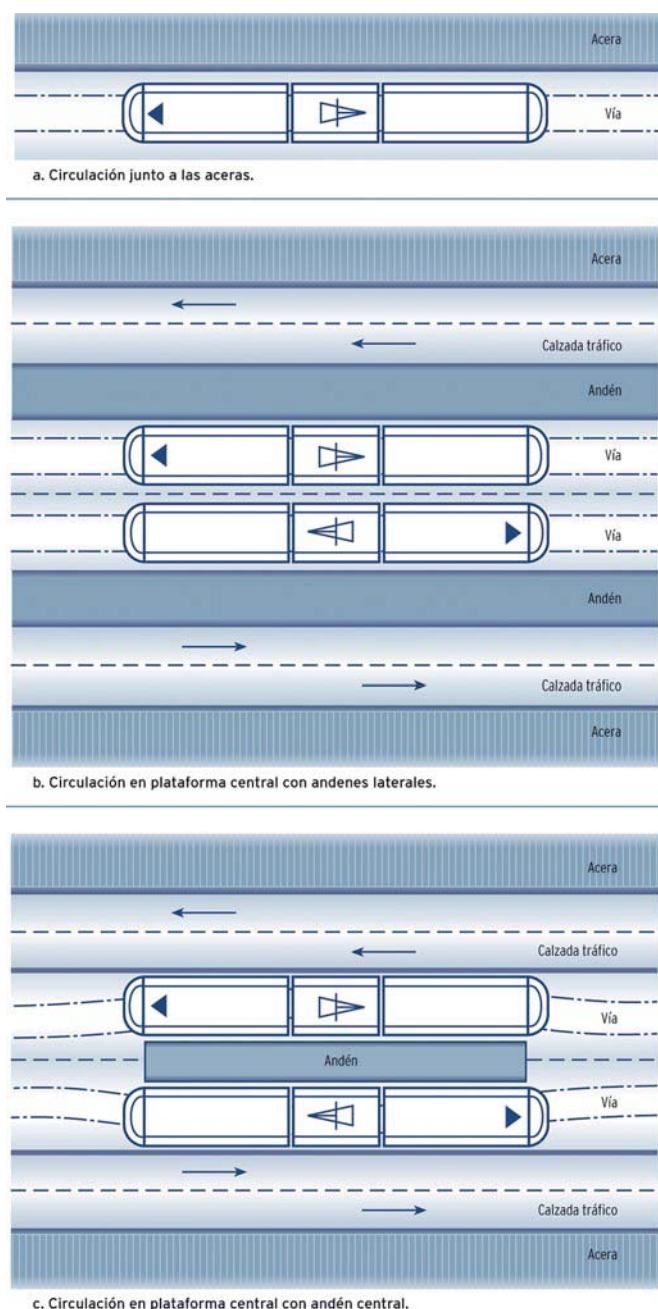 Acera
Vía
a. Circulación junto a las aceras.
Acera
Calzada tráfico
Andén
Vía
Vía
Andén
Calzada tráfico
Acera
b. Circulación en plataforma central con andenes laterales.
Acera
Calzada tráfico
Vía
Andén
Vía
Calzada tráfico
Acera
c. Circulación en plataforma central con andén central.